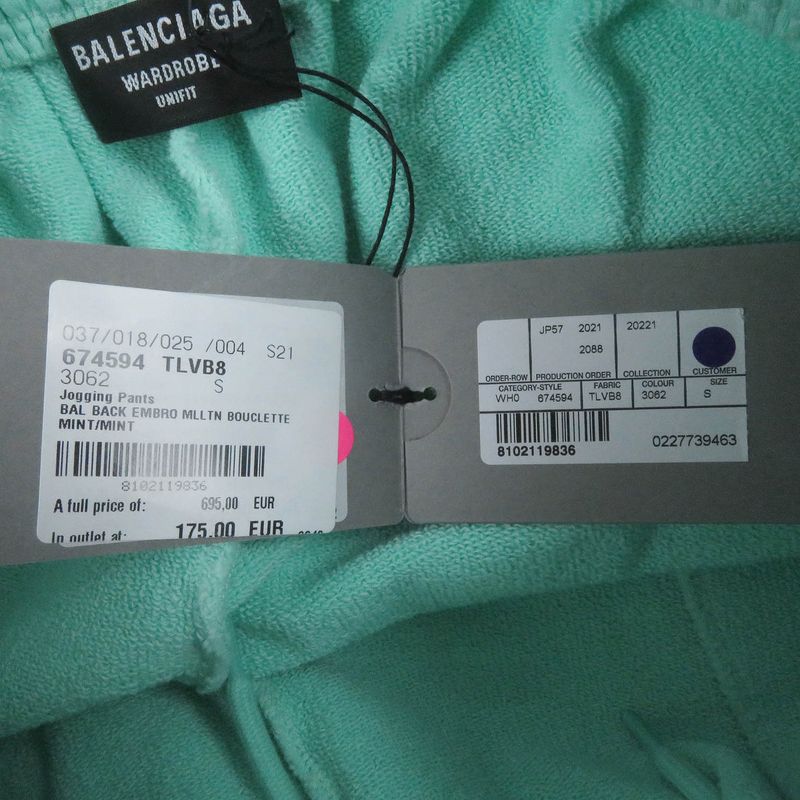 BALENCIAGA
WARDROBE
UNIFIT
037/018/025 /004 S21
674594 TLVB8
3062 S
Jogging Pants
BAL BACK EMBRO MLLTN BOUCLETTE
MINT/MINT
8102119836
A full price of: 695,00 EUR
In outlet at: 175,00 EUR
JP57 2021 20221
2088
ORDER-ROW PRODUCTION ORDER COLLECTION CUSTOMER
CATEGORY-STYLE FABRIC COLOUR SIZE
WH0 674594 TLVB8 3062 S
8102119836 0227739463